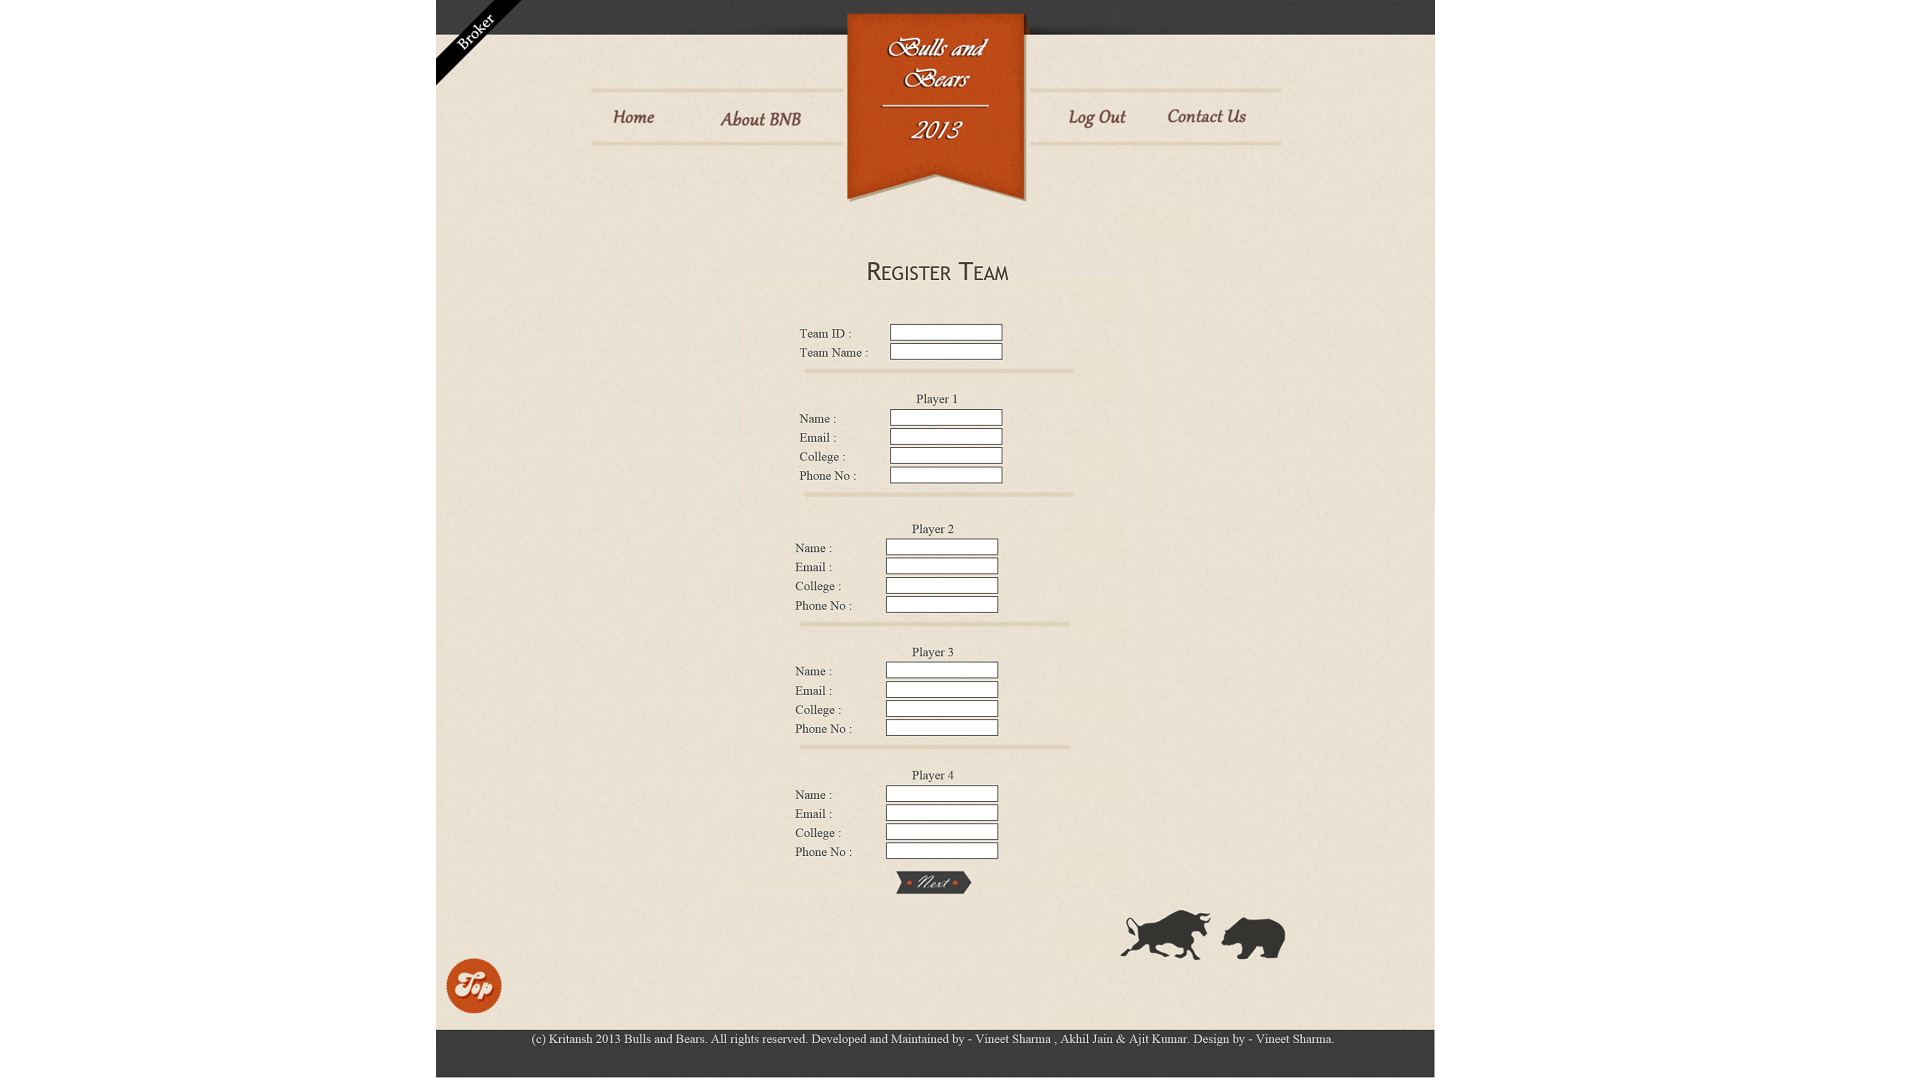 Broker
Bulls and
Bears
2013
Home
About BNB
Log Out
Contact Us
Register Team
Team ID :
Team Name :
Player 1
Name :
Email :
College :
Phone No :
Player 2
Name :
Email :
College :
Phone No :
Player 3
Name :
Email :
College :
Phone No :
Player 4
Name :
Email :
College :
Phone No :
Next
Top
(c) Kritansh 2013 Bulls and Bears. All rights reserved. Developed and Maintained by - Vineet Sharma , Akhil Jain & Ajit Kumar. Design by - Vineet Sharma.